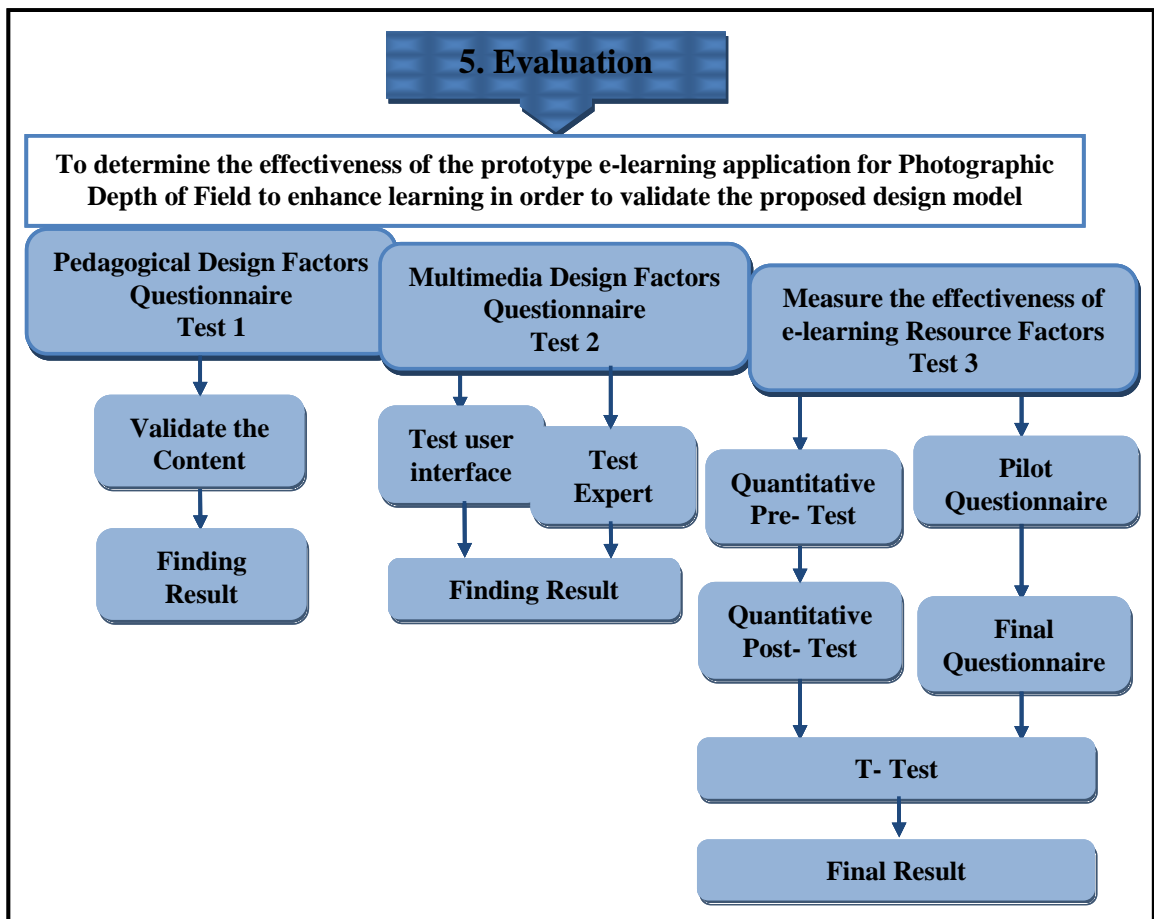 5. Evaluation
To determine the effectiveness of the prototype e-learning application for Photographic
Depth of Field to enhance learning in order to validate the proposed design model
Pedagogical Design Factors
Questionnaire
Test 1
Validate the
Content
Finding
Result
Multimedia Design Factors
Questionnaire
Test 2
Test user
interface
Test
Expert
Finding Result
Measure the effectiveness of
e-learning Resource Factors
Test 3
Quantitative
Pre- Test
Quantitative
Post- Test
Pilot
Questionnaire
Final
Questionnaire
T- Test
Final Result